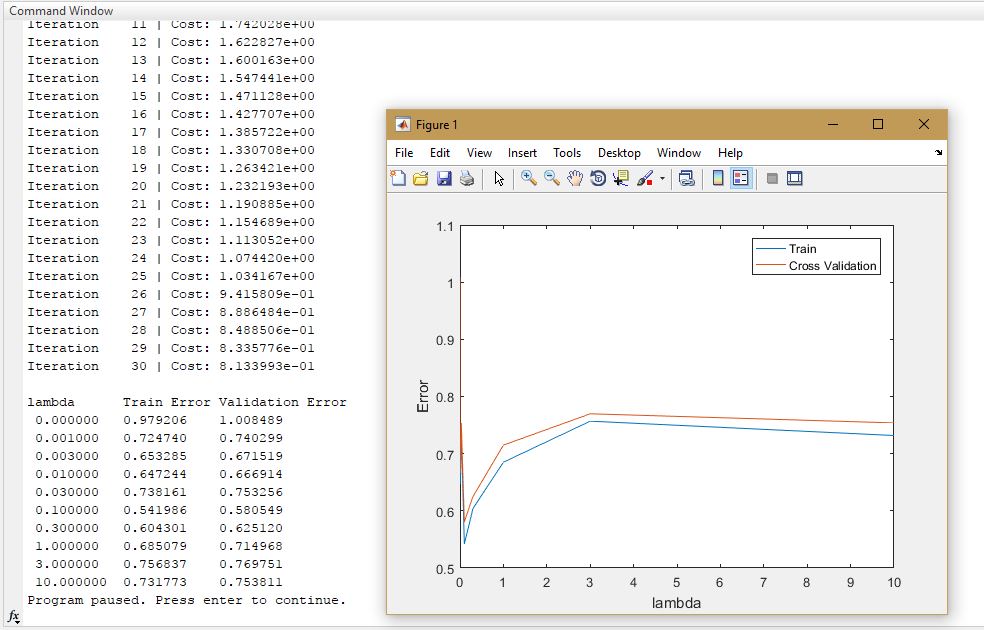 Command Window
Iteration 11 | Cost: 1.742028e+00
Iteration 12 | Cost: 1.622827e+00
Iteration 13 | Cost: 1.600163e+00
Iteration 14 | Cost: 1.547441e+00
Iteration 15 | Cost: 1.471128e+00
Iteration 16 | Cost: 1.427707e+00
Iteration 17 | Cost: 1.385722e+00
Iteration 18 | Cost: 1.330708e+00
Iteration 19 | Cost: 1.263421e+00
Iteration 20 | Cost: 1.232193e+00
Iteration 21 | Cost: 1.190885e+00
Iteration 22 | Cost: 1.154689e+00
Iteration 23 | Cost: 1.113052e+00
Iteration 24 | Cost: 1.074420e+00
Iteration 25 | Cost: 1.034167e+00
Iteration 26 | Cost: 9.415809e-01
Iteration 27 | Cost: 8.886484e-01
Iteration 28 | Cost: 8.488506e-01
Iteration 29 | Cost: 8.335776e-01
Iteration 30 | Cost: 8.133993e-01
lambda Train Error Validation Error
0.000000 0.979206 1.008489
0.001000 0.724740 0.740299
0.003000 0.653285 0.671519
0.010000 0.647244 0.666914
0.030000 0.738161 0.753256
0.100000 0.541986 0.580549
0.300000 0.604301 0.625120
1.000000 0.685079 0.714968
3.000000 0.756837 0.769751
10.000000 0.731773 0.753811
Program paused. Press enter to continue.
fx
Figure 1
File Edit View Insert Tools Desktop Window Help
Train
Cross Validation
1.1
1
0.9
0.8
0.7
0.6
0.5
Error
0 1 2 3 4 5 6 7 8 9 10
lambda